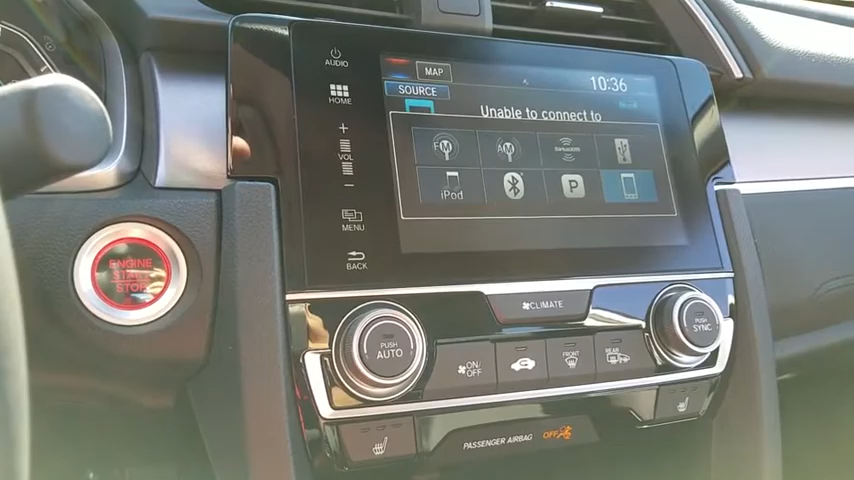 AUDIO
HOME
VOL
MENU
BACK
MAP
SOURCE
10:36
Unable to connect to
FM
AM
SiriusXM
iPod
P
ENGINE
START
STOP
CLIMATE
PUSH
AUTO
ON
OFF
FRONT
REAR
PUSH
SYNC
PASSENGER AIRBAG
OFF